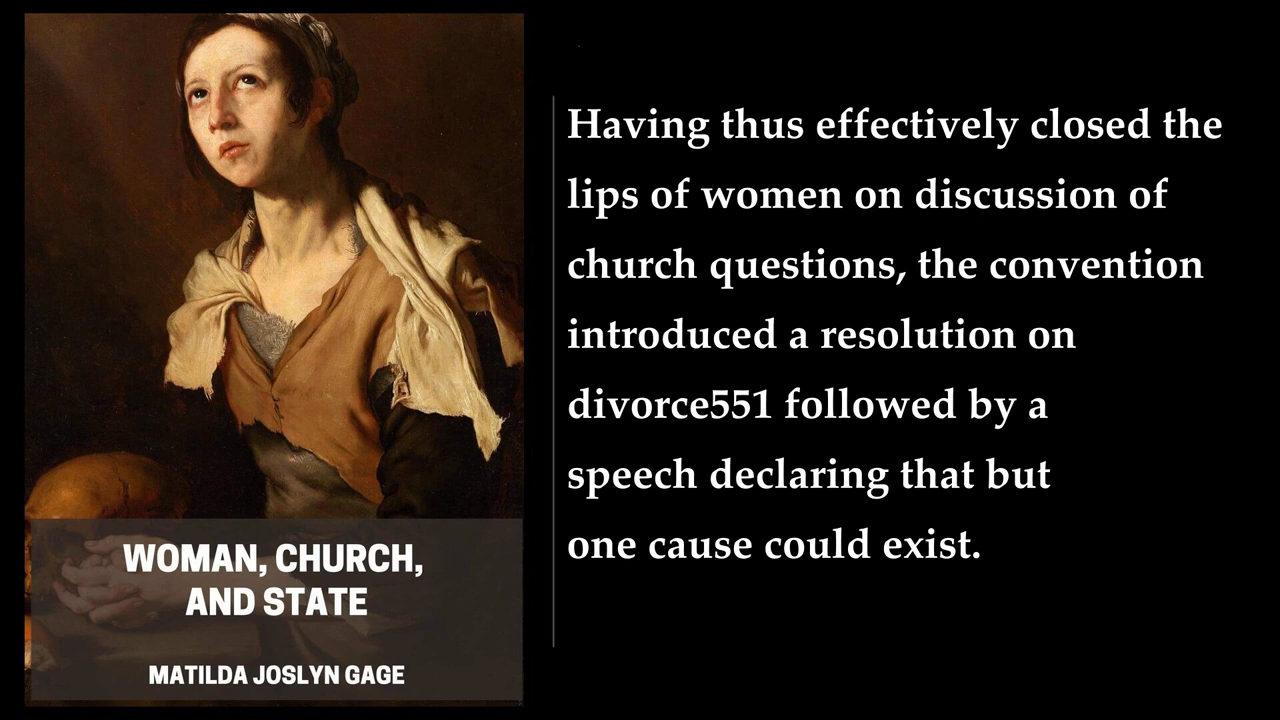 WOMAN, CHURCH,
AND STATE
MATILDA JOSLYN GAGE
Having thus effectively closed the
lips of women on discussion of
church questions, the convention
introduced a resolution on
divorce551 followed by a
speech declaring that but
one cause could exist.